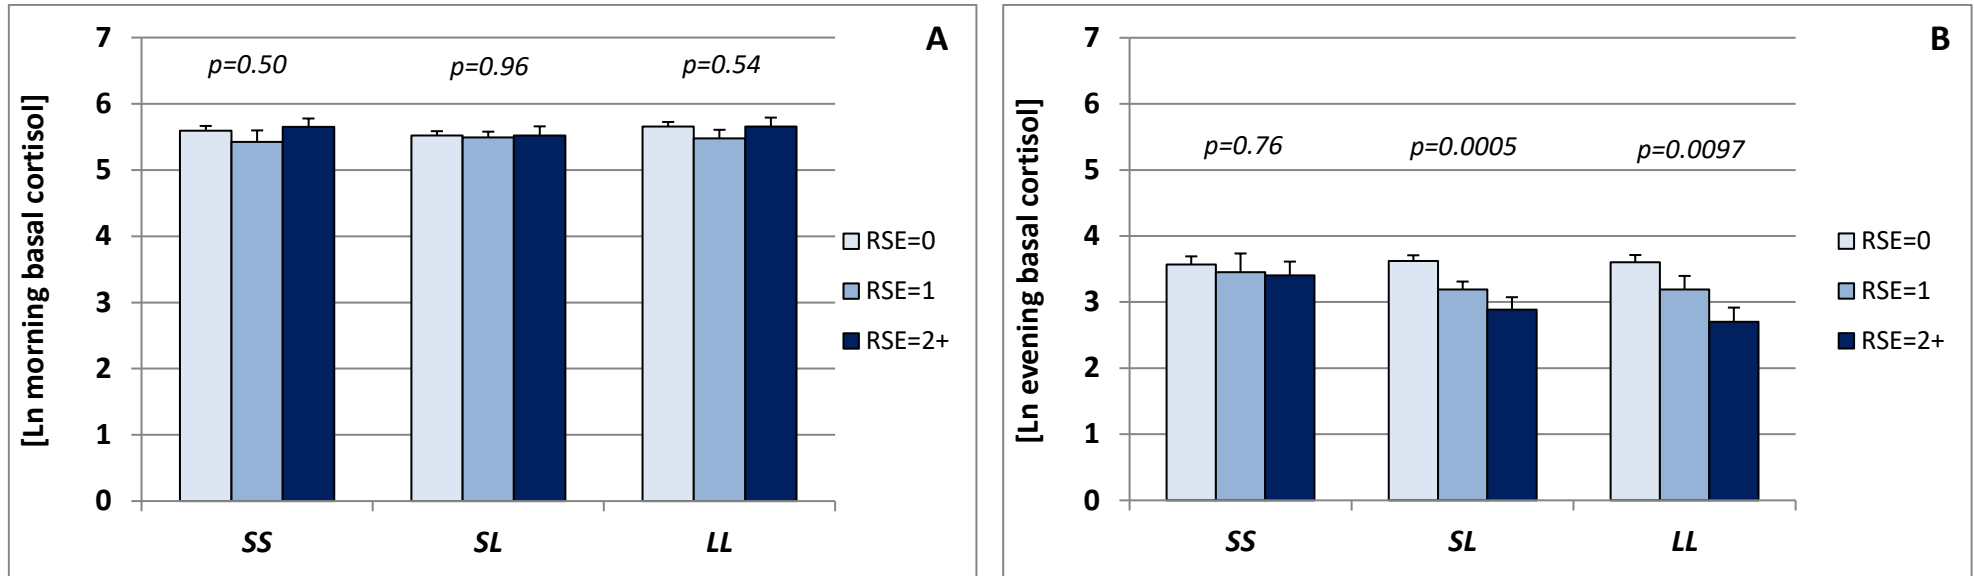 A
[Ln morning basal cortisol]
7
6
5
4
3
2
1
0
p=0.50
p=0.96
p=0.54
SS
SL
LL
RSE=0
RSE=1
RSE=2+
B
[Ln evening basal cortisol]
7
6
5
4
3
2
1
0
p=0.76
p=0.0005
p=0.0097
SS
SL
LL
RSE=0
RSE=1
RSE=2+